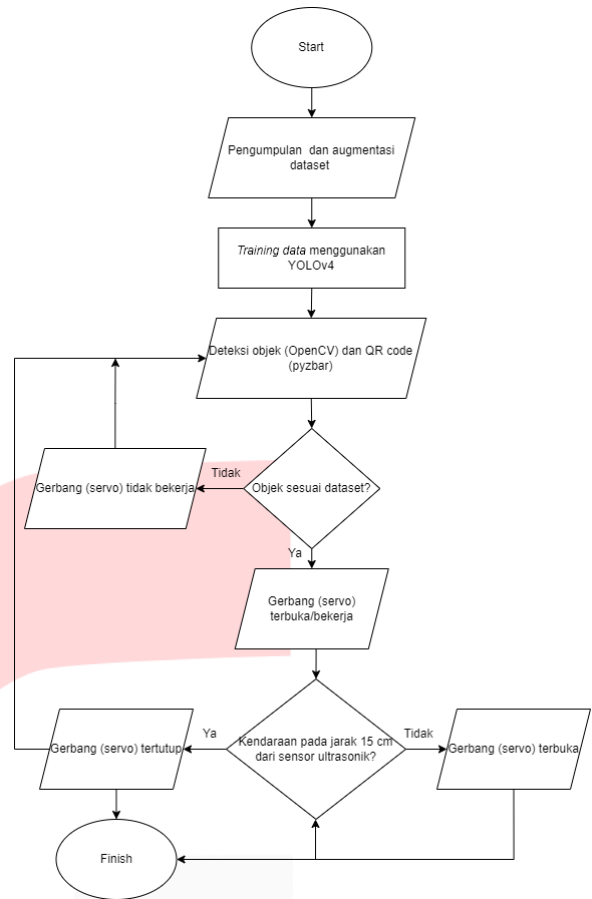 Start
Pengumpulan dan augmentasi
dataset
Training data menggunakan
YOLOv4
Deteksi objek (OpenCV) dan QR code
(pyzbar)
Tidak
Gerbang (servo) tidak bekerja
Objek sesuai dataset?
Ya
Gerbang (servo)
terbuka/bekerja
Ya
Tidak
Gerbang (servo) tertutup
Kendaraan pada jarak 15 cm
dari sensor ultrasonik?
Gerbang (servo) terbuka
Finish